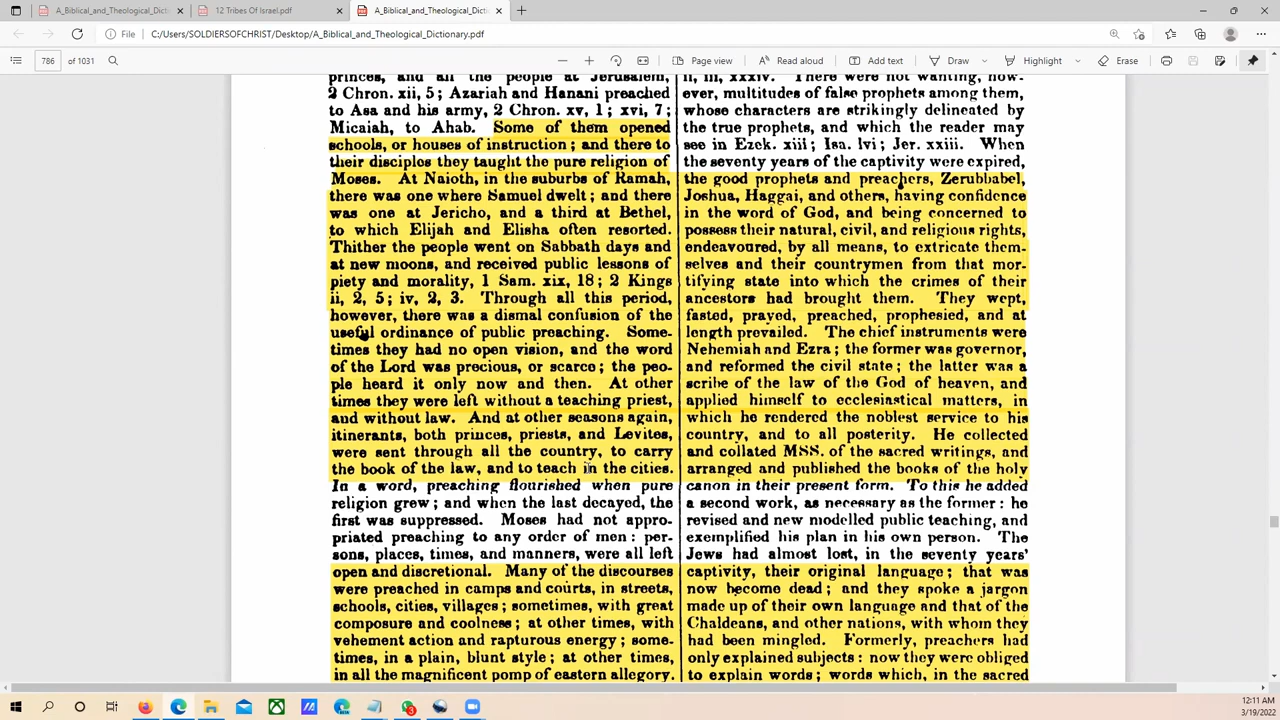 A_Biblical_and_Theological_Dicti
12 Tribes Of Israel.pdf
A_Biblical_and_Theological_Diction
File
C:/Users/SOLDIERSOFCHRIST/Desktop/A_Biblical_and_Theological_Dictionary.pdf
786 of 1031
Page view
Read aloud
Add text
Draw
Highlight
Erase
princes, and all the people at Jerusalem,
2 Chron. xii, 5; Azariah and Hanani preached
to Asa and his army, 2 Chron. xv, 1; xvi, 7;
Micaiah, to Ahab. Some of them opened
schools, or houses of instruction; and there to
their disciples they taught the pure religion of
Moses. At Naioth, in the suburbs of Ramah,
there was one where Samuel dwelt; and there
was one at Jericho, and a third at Bethel,
to which Elijah and Elisha often resorted.
Thither the people went on Sabbath days and
at new moons, and received public lessons of
piety and morality, 1 Sam. xix, 18; 2 Kings
ii, 2, 5; iv, 2, 3. Through all this period,
however, there was a dismal confusion of the
useful ordinance of public preaching. Some-
times they had no open vision, and the word
of the Lord was precious, or scarce; the peo-
ple heard it only now and then. At other
times they were left without a teaching priest,
and without law. And at other seasons again,
itinerants, both princes, priests, and Levites,
were sent through all the country, to carry
the book of the law, and to teach in the cities.
In a word, preaching flourished when pure
religion grew; and when the last decayed, the
first was suppressed. Moses had not appro-
priated preaching to any order of men: per-
sons, places, times, and manners, were all left
open and discretional. Many of the discourses
were preached in camps and courts, in streets,
schools, cities, villages; sometimes, with great
composure and coolness; at other times, with
vehement action and rapturous energy; some-
times, in a plain, blunt style; at other times,
in all the magnificent pomp of eastern allegory.
ii, iii, xxxiv. There were not wanting, how-
ever, multitudes of false prophets among them,
whose characters are strikingly delineated by
the true prophets, and which the reader may
see in Ezek. xiii; Isa. lvi; Jer. xxiii. When
the seventy years of the captivity were expired,
the good prophets and preachers, Zerubbabel,
Joshua, Haggai, and others, having confidence
in the word of God, and being concerned to
possess their natural, civil, and religious rights,
endeavoured, by all means, to extricate them-
selves and their countrymen from that mor-
tifying state into which the crimes of their
ancestors had brought them. They wept,
fasted, prayed, preached, prophesied, and at
length prevailed. The chief instruments were
Nehemiah and Ezra; the former was governor,
and reformed the civil state; the latter was a
scribe of the law of the God of heaven, and
applied himself to ecclesiastical matters, in
which he rendered the noblest service to his
country, and to all posterity. He collected
and collated MSS. of the sacred writings, and
arranged and published the books of the holy
canon in their present form. To this he added
a second work, as necessary as the former: he
revised and new modelled public teaching, and
exemplified his plan in his own person. The
Jews had almost lost, in the seventy years'
captivity, their original language; that was
now become dead; and they spoke a jargon
made up of their own language and that of the
Chaldeans, and other nations, with whom they
had been mingled. Formerly, preachers had
only explained subjects: now they were obliged
to explain words; words which, in the sacred
12:11 AM
3/19/2022